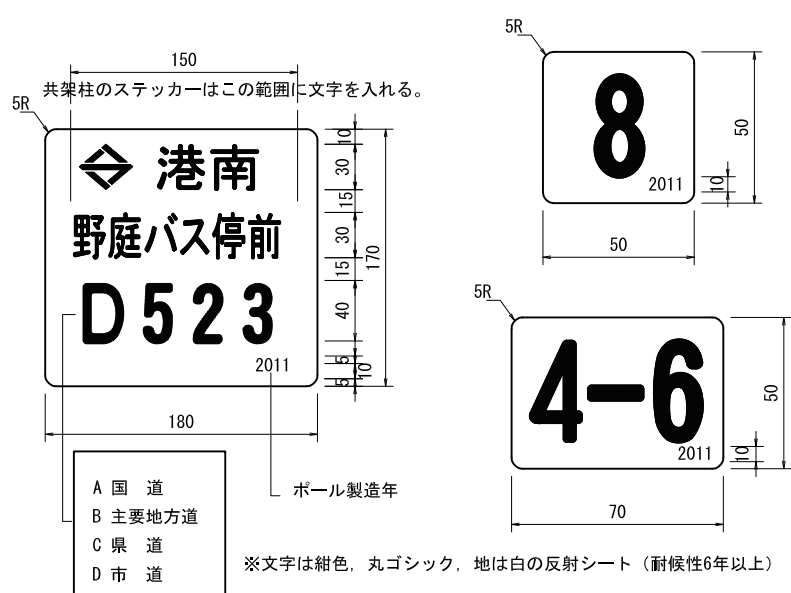 150
共架柱のステッカーはこの範囲に文字を入れる。
5R
港南
野庭バス停前
D523
2011
10
30
15
30
15
40
5
10
5
170
180
A 国 道
B 主要地方道
C 県 道
D 市 道
ポール製造年
5R
8
2011
50
10
50
5R
4-6
2011
50
10
70
※文字は紺色,丸ゴシック,地は白の反射シート(耐候性6年以上)